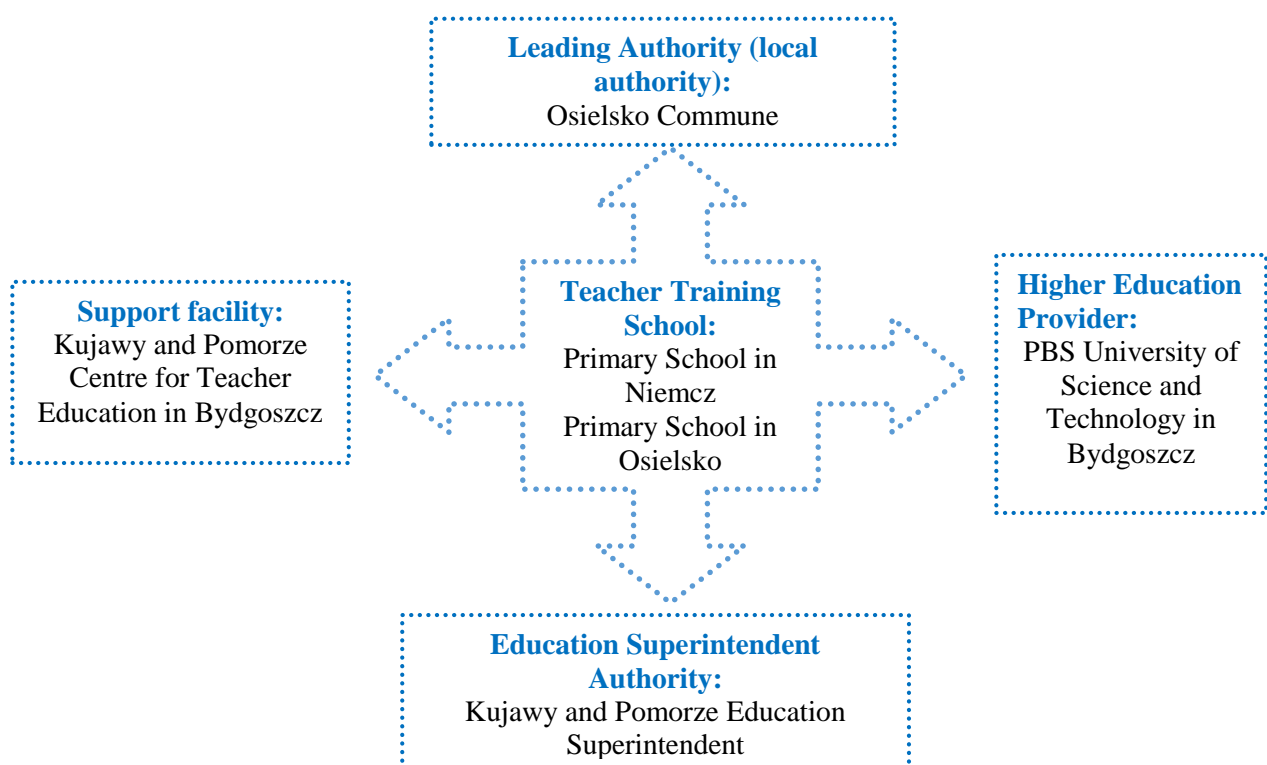 Leading Authority (local
authority):
Osielsko Commune
Support facility:
Kujawy and Pomorze
Centre for Teacher
Education in Bydgoszcz
Teacher Training
School:
Primary School in
Niemcz
Primary School in
Osielsko
Higher Education
Provider:
PBS University of
Science and
Technology in
Bydgoszcz
Education Superintendent
Authority:
Kujawy and Pomorze Education
Superintendent